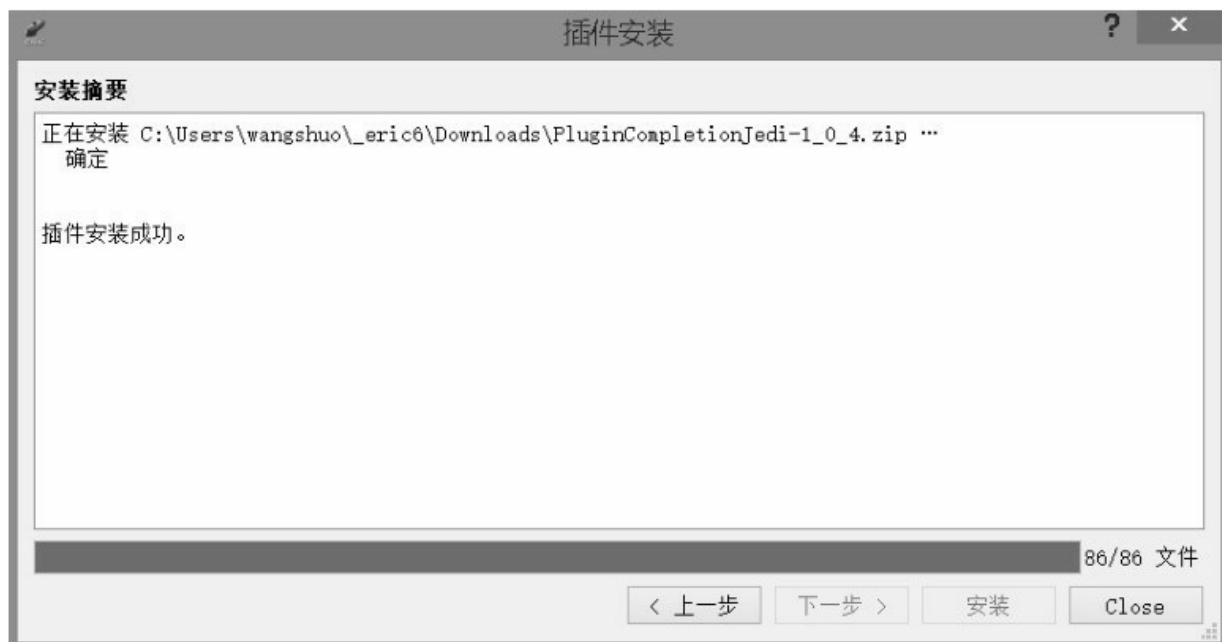 插件安装
?
×
安装摘要
正在安装 C:\Users\wangshuo\_eric6\Downloads\PluginCompletionJedi-1_0_4.zip …
确定
插件安装成功。
86/86 文件
< 上一步
下一步 >
安装
Close